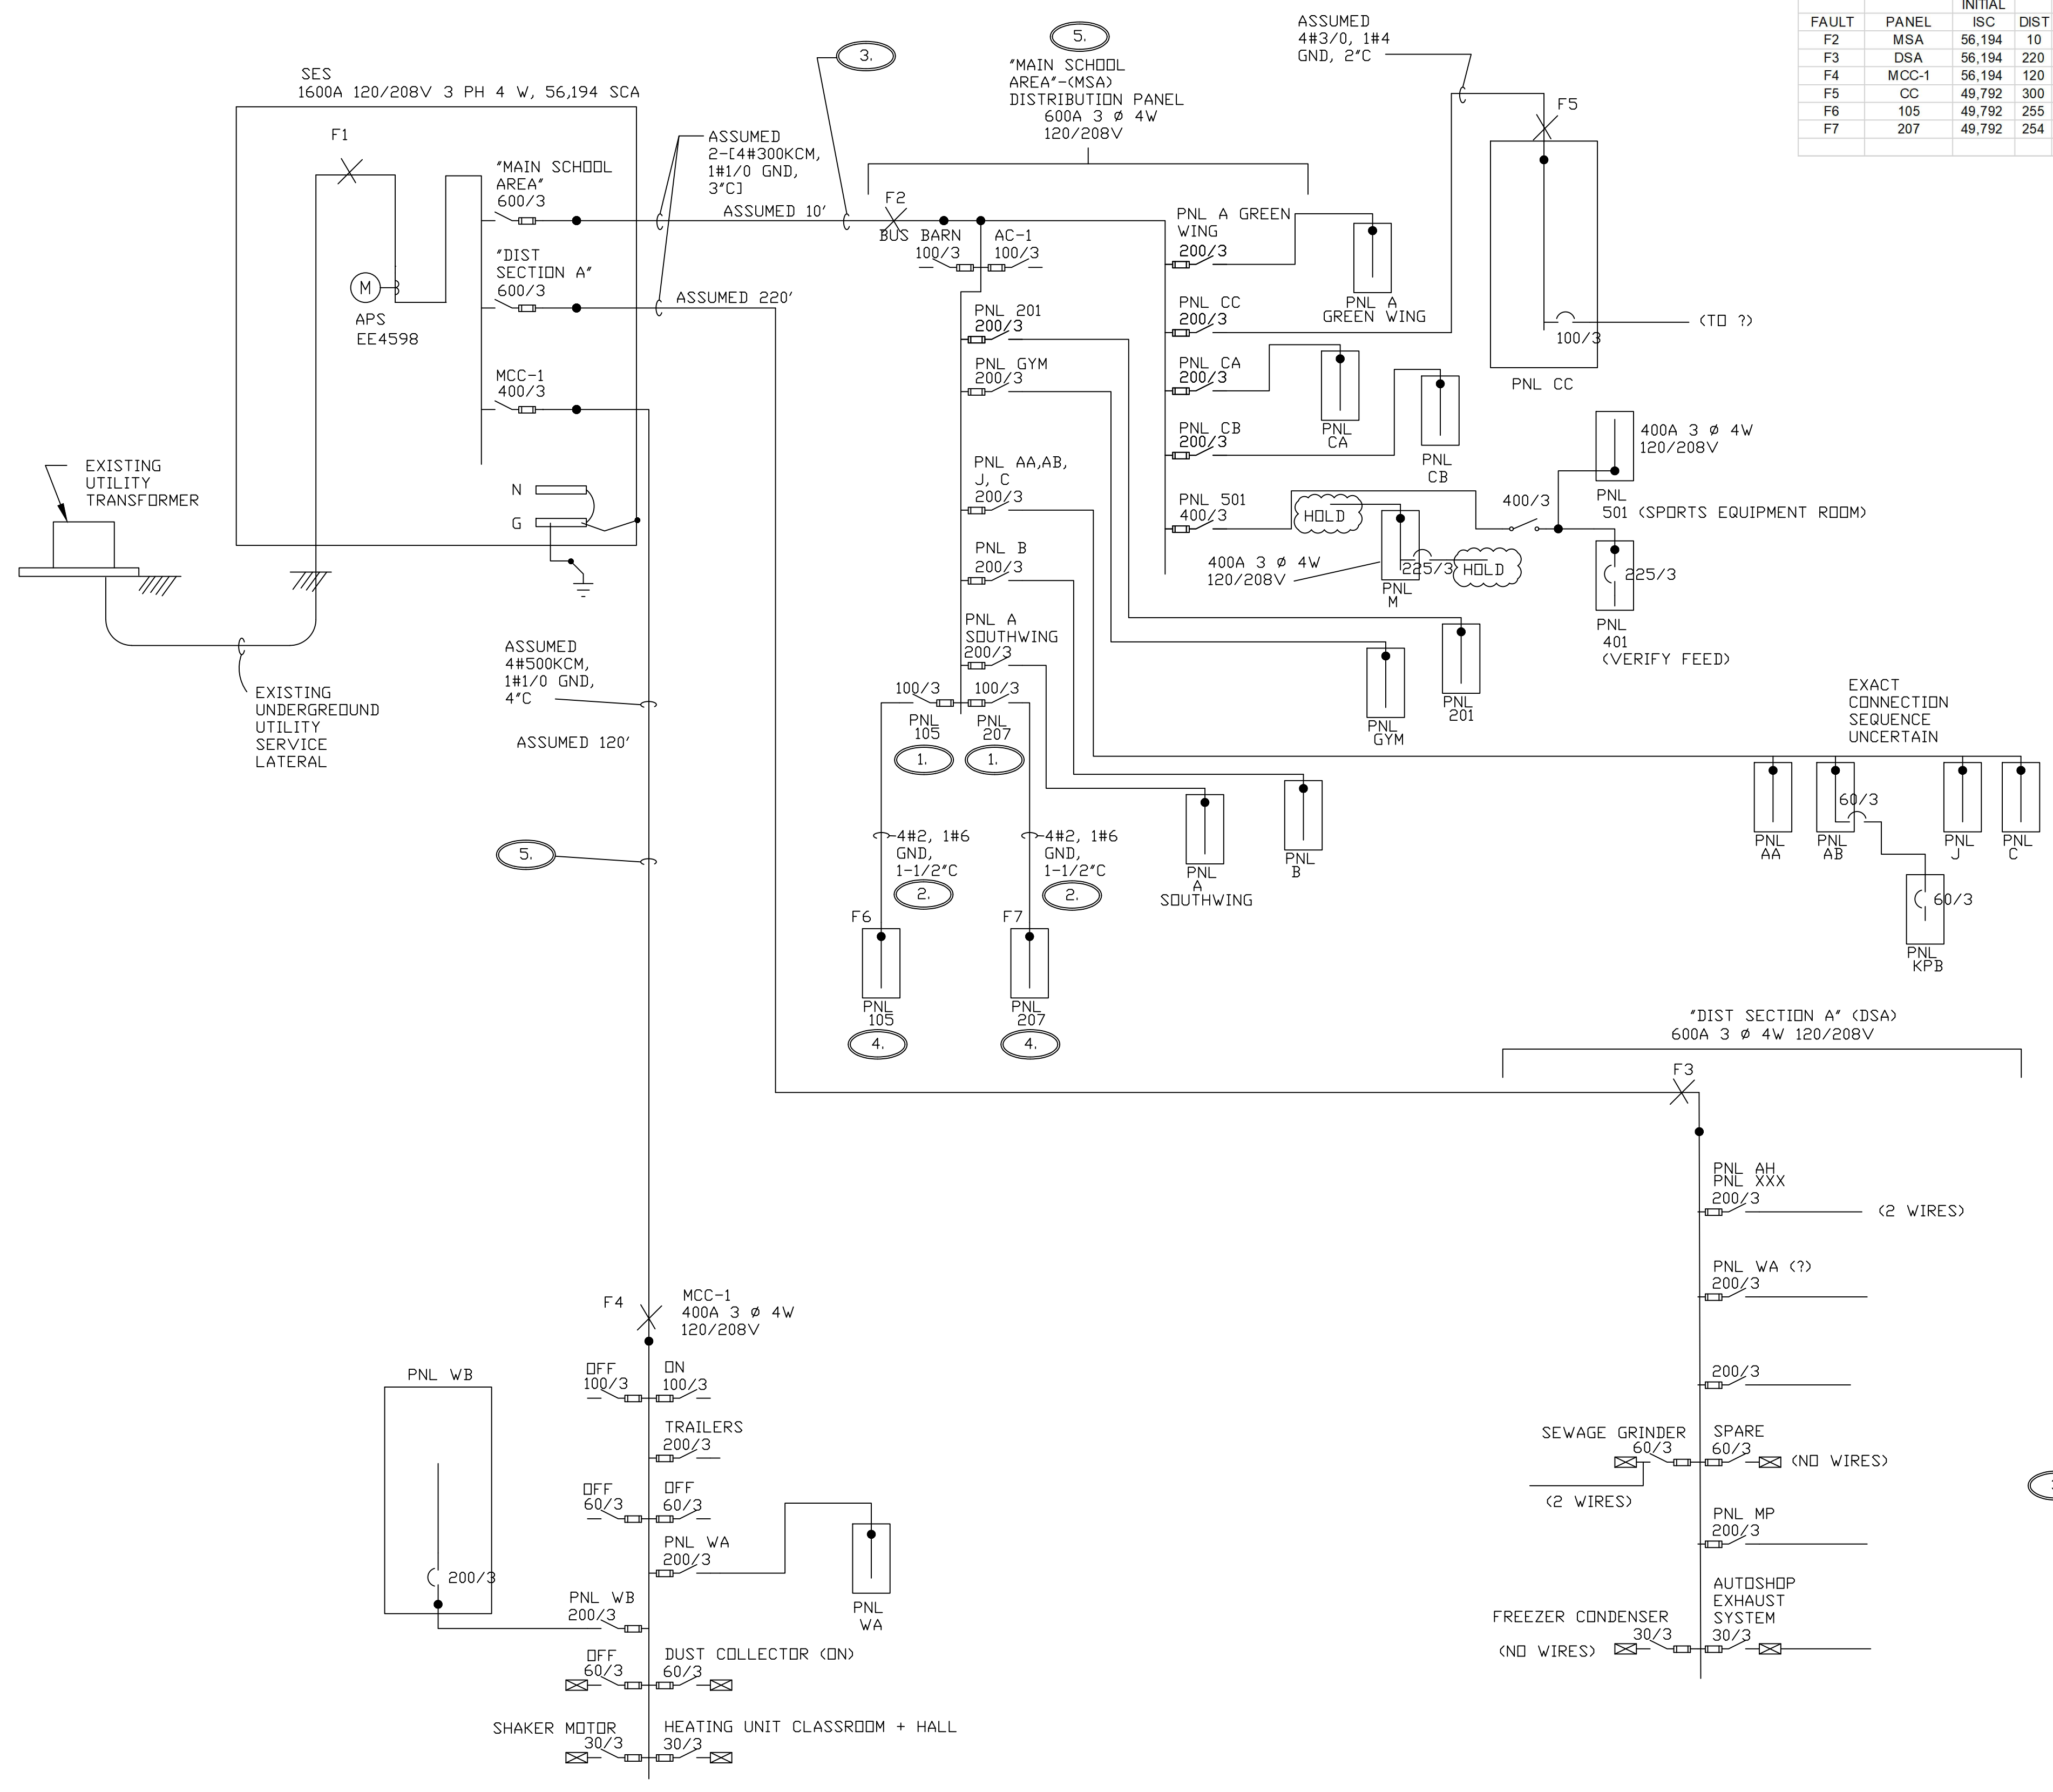 INITIAL
FAULT PANEL ISC DIST
F2 MSA 56,194 10
F3 DSA 56,194 220
F4 MCC-1 56,194 120
F5 CC 49,792 300
F6 105 49,792 255
F7 207 49,792 254
SES
1600A 120/208V 3 PH 4 W, 56,194 SCA
F1
"MAIN SCHOOL
AREA"
600/3
"DIST
SECTION A"
600/3
M
APS
EE4598
MCC-1
400/3
N
G
EXISTING
UTILITY
TRANSFORMER
EXISTING
UNDERGREOUND
UTILITY
SERVICE
LATERAL
ASSUMED
2-[4#300KCM,
1#1/0 GND,
3"C]
ASSUMED 10'
ASSUMED 220'
3.
5.
"MAIN SCHOOL
AREA"-(MSA)
DISTRIBUTION PANEL
600A 3 Ø 4W
120/208V
ASSUMED
4#3/0, 1#4
GND, 2"C
F2
BUS BARN
100/3
AC-1
100/3
PNL 201
200/3
PNL GYM
200/3
PNL AA,AB,
J, C
200/3
PNL B
200/3
PNL A
SOUTHWING
200/3
100/3
100/3
PNL
105
PNL
207
1.
1.
4#2, 1#6
GND,
1-1/2"C
4#2, 1#6
GND,
1-1/2"C
2.
2.
F6
F7
PNL
105
PNL
207
4.
4.
PNL A GREEN
WING
200/3
PNL CC
200/3
PNL CA
200/3
PNL CB
200/3
PNL 501
400/3
PNL A
GREEN WING
PNL
CA
PNL
CB
F5
100/3
(TO ?)
PNL CC
HOLD
400A 3 Ø 4W
120/208V
225/3
HOLD
PNL
M
400/3
400A 3 Ø 4W
120/208V
PNL
501 (SPORTS EQUIPMENT ROOM)
225/3
PNL
401
(VERIFY FEED)
PNL
201
PNL
GYM
EXACT
CONNECTION
SEQUENCE
UNCERTAIN
PNL
AA
60/3
PNL
AB
PNL
J
PNL
C
60/3
PNL
KPB
PNL
B
PNL
A
SOUTHWING
ASSUMED
4#500KCM,
1#1/0 GND,
4"C
ASSUMED 120'
5.
"DIST SECTION A" (DSA)
600A 3 Ø 4W 120/208V
F3
PNL AH
PNL XXX
200/3
(2 WIRES)
PNL WA (?)
200/3
200/3
SEWAGE GRINDER
60/3
(2 WIRES)
SPARE
60/3
(NO WIRES)
PNL MP
200/3
AUTOSHOP
EXHAUST
SYSTEM
30/3
FREEZER CONDENSER
30/3
(NO WIRES)
F4
MCC-1
400A 3 Ø 4W
120/208V
OFF
100/3
ON
100/3
TRAILERS
200/3
OFF
60/3
OFF
60/3
PNL WA
200/3
PNL
WA
PNL WB
200/3
PNL WB
200/3
OFF
60/3
DUST COLLECTOR (ON)
60/3
SHAKER MOTOR
30/3
HEATING UNIT CLASSROOM + HALL
30/3